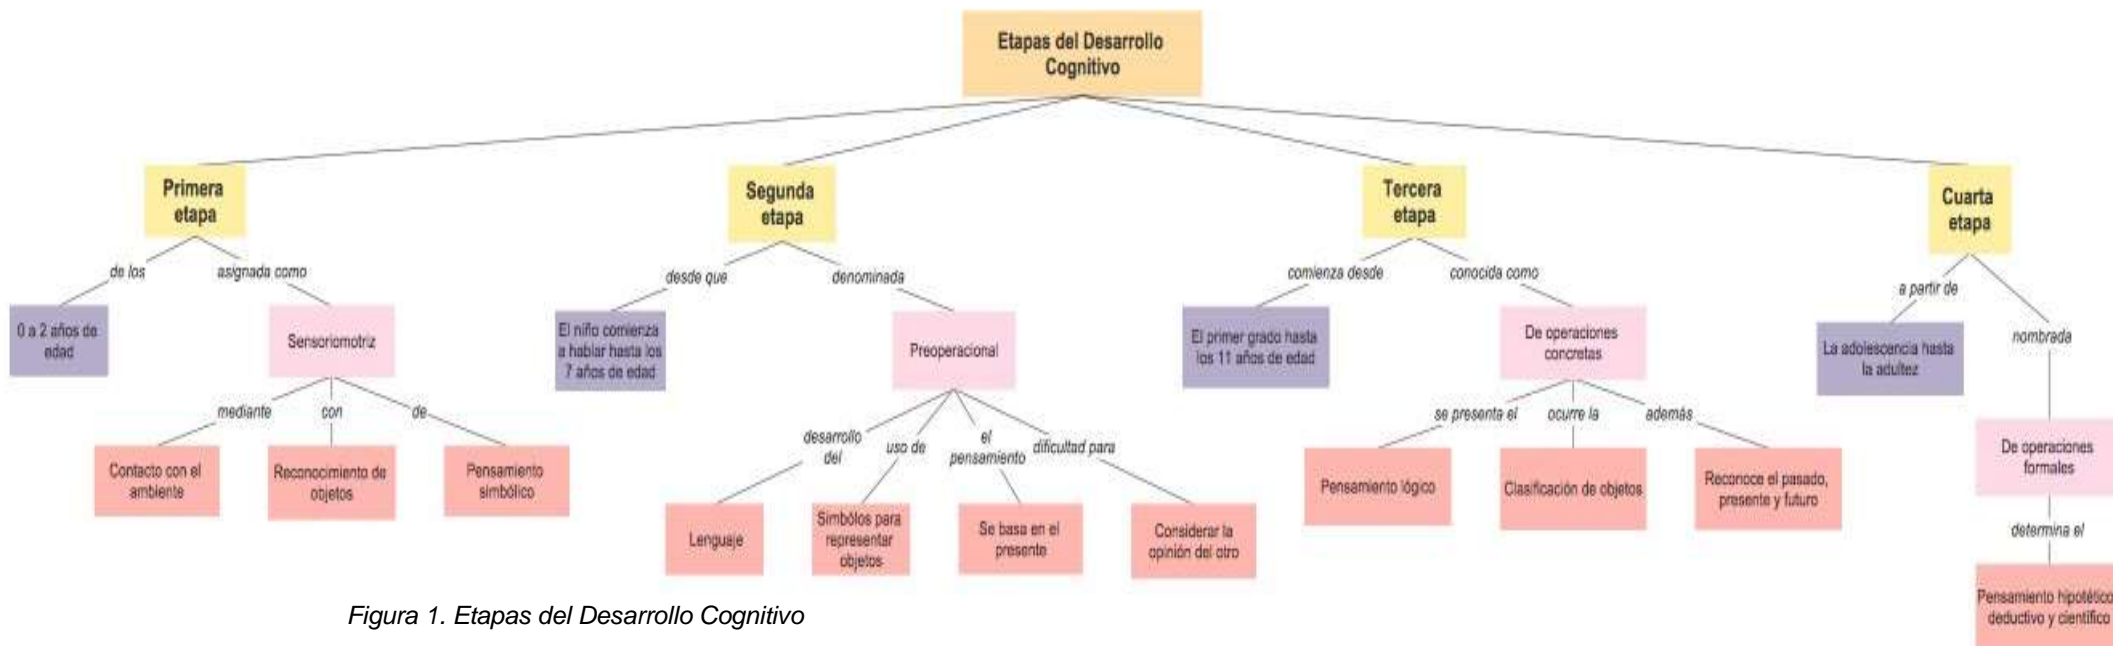 Etapas del Desarrollo
Cognitivo
Primera
etapa
de los
asignada como
0 a 2 años de
edad
Sensoriomotriz
mediante
con
de
Contacto con el
ambiente
Reconocimiento de
objetos
Pensamiento
simbólico
Segunda
etapa
desde que
denominada
El niño comienza
a hablar hasta los
7 años de edad
Preoperacional
desarrollo
del
uso de
el
pensamiento
dificultad para
Lenguaje
Simbólos para
representar
objetos
Se basa en el
presente
Considerar la
opinión del otro
Tercera
etapa
comienza desde
conocida como
El primer grado hasta
los 11 años de edad
De operaciones
concretas
se presenta el
ocurre la
además
Pensamiento lógico
Clasificación de objetos
Reconoce el pasado,
presente y futuro
Cuarta
etapa
a partir de
nombrada
La adolescencia hasta
la adultez
De operaciones
formales
determina el
Pensamiento hipotético
deductivo y científico
Figura 1. Etapas del Desarrollo Cognitivo